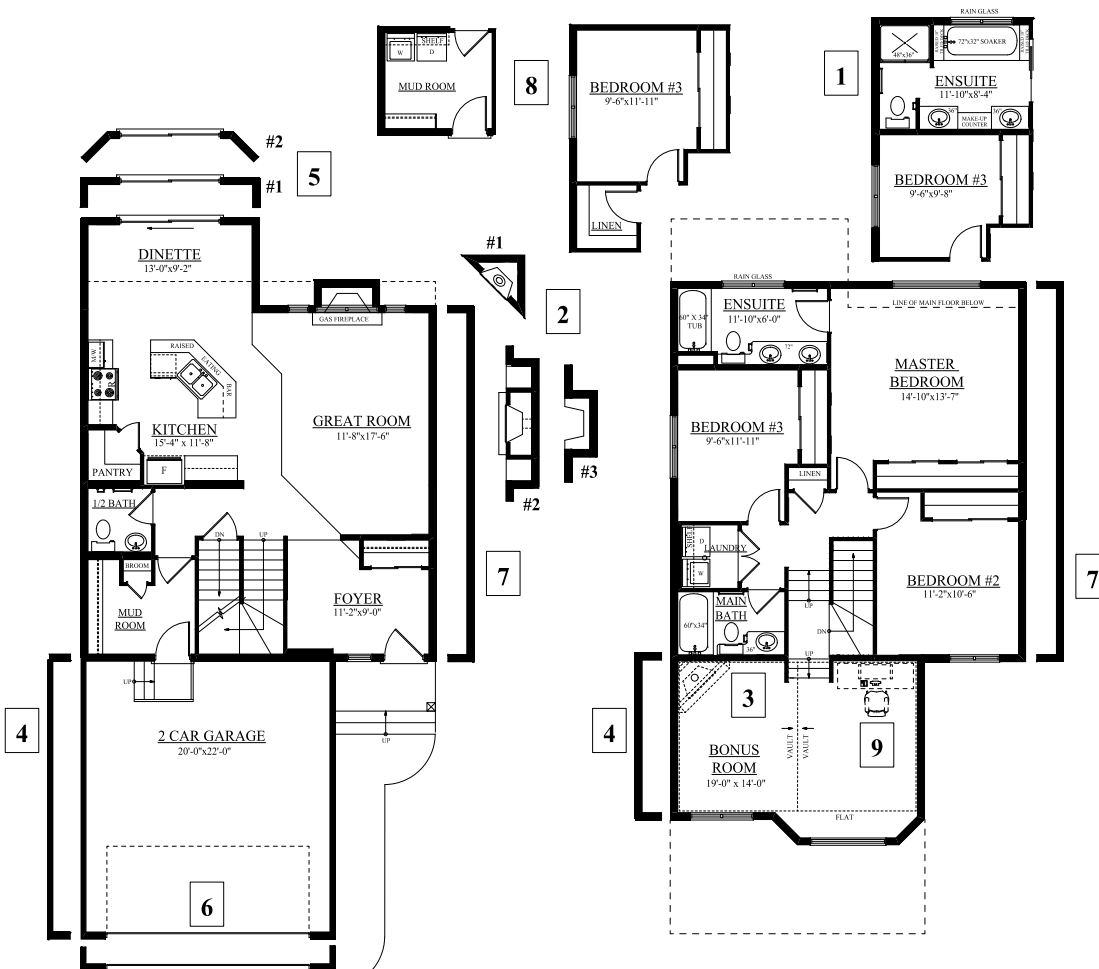 SHELF
W
D
MUD ROOM
8
BEDROOM #3
9'-6"x11'-11"
LINEN
1
RAIN GLASS
48"x36"
72"x32" SOAKER
ENSUITE
11'-10"x8'-4"
36"
36"
MAKE-UP
COUNTER
BEDROOM #3
9'-6"x9'-8"
#2
#1
5
DINETTE
13'-0"x9'-2"
GAS FIREPLACE
M/W
R
RAISED
EATING
BAR
KITCHEN
15'-4" x 11'-8"
PANTRY
F
GREAT ROOM
11'-8"x17'-6"
1/2 BATH
DN
UP
BROOM
MUD
ROOM
FOYER
11'-2"x9'-0"
UP
2 CAR GARAGE
20'-0"x22'-0"
UP
4
6
7
#1
2
#2
#3
RAIN GLASS
60" X 34"
TUB
ENSUITE
11'-10"x6'-0"
72"
LINE OF MAIN FLOOR BELOW
MASTER
BEDROOM
14'-10"x13'-7"
BEDROOM #3
9'-6"x11'-11"
LINEN
SHELF
D
LAUNDRY
W
MAIN
BATH
60"x34"
36"
UP
DN
UP
BEDROOM #2
11'-2"x10'-6"
7
4
3
BONUS
ROOM
19'-0" x 14'-0"
VAULT
VAULT
9
FLAT